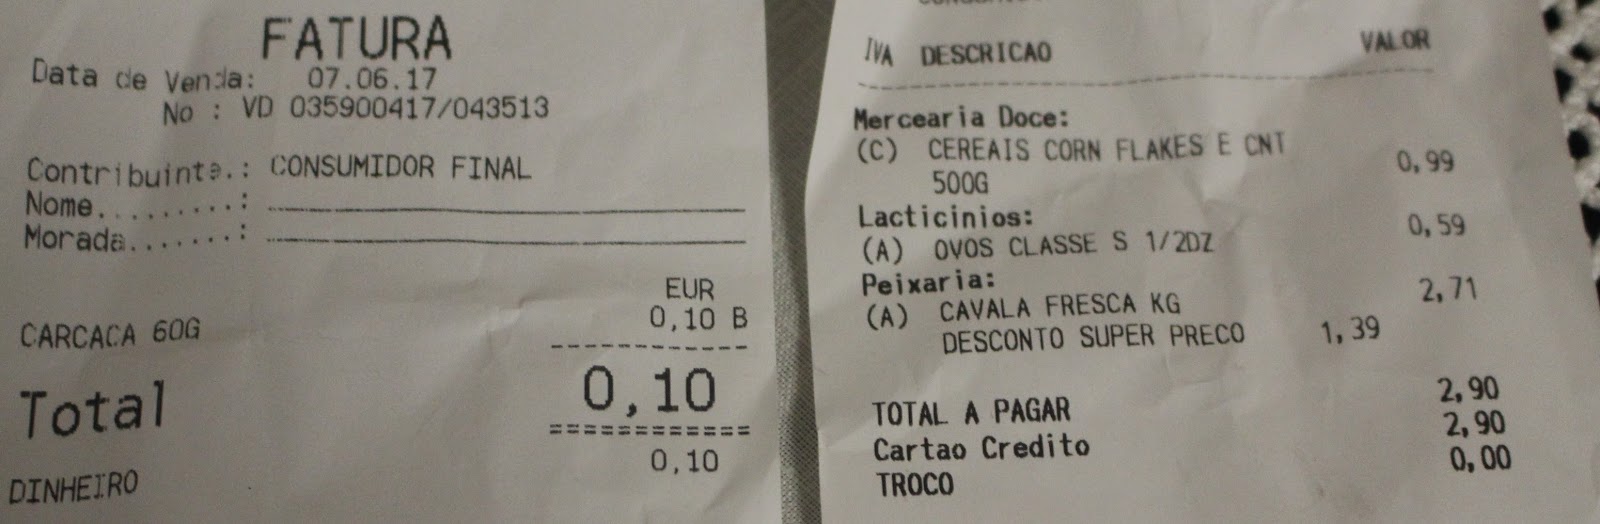 FATURA
Data de Venda: 07.06.17
No : VD 035900417/043513
Contribuinte.: CONSUMIDOR FINAL
Nome.........:
Morada.......:
EUR
CARCACA 60G 0,10 B
Total 0,10
DINHEIRO 0,10
IVA DESCRICAO VALOR
Mercearia Doce:
(C) CEREAIS CORN FLAKES E CNT
500G 0,99
Lacticinios:
(A) OVOS CLASSE S 1/2DZ 0,59
Peixaria:
(A) CAVALA FRESCA KG 2,71
DESCONTO SUPER PRECO 1,39
TOTAL A PAGAR 2,90
Cartao Credito 2,90
TROCO 0,00